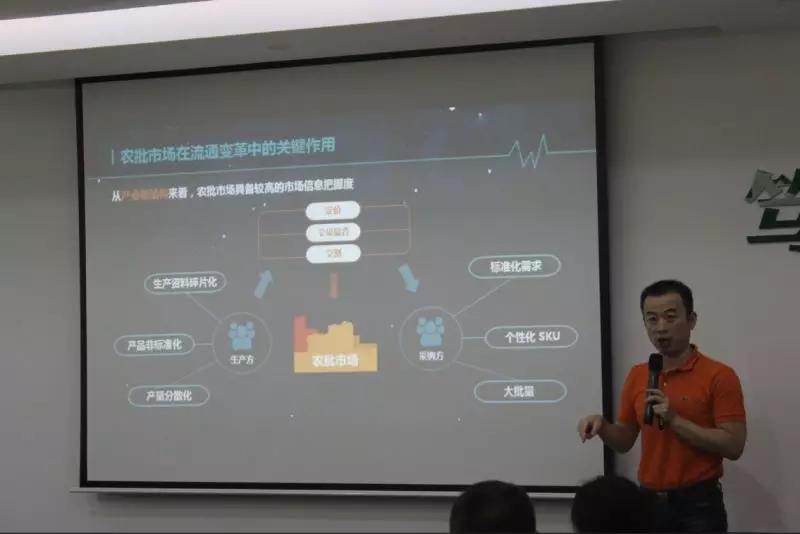 农批市场在流通变革中的关键作用
从产业链结构来看，农批市场具备较高的市场信息把握度
定价
交易撮合
交割
生产资料碎片化
标准化需求
产品非标准化
生产方
农批市场
采购方
个性化 SKU
产量分散化
大批量